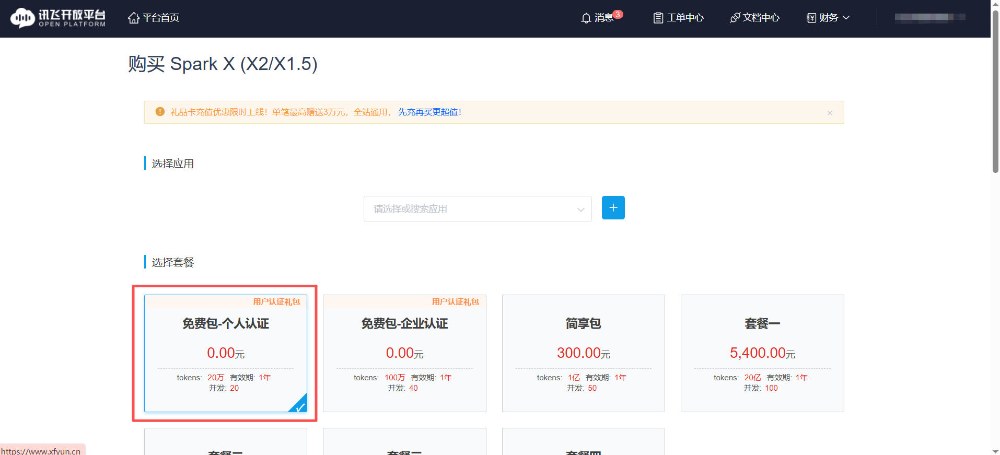 讯飞开放平台
OPEN PLATFORM
平台首页
消息 3
工单中心
文档中心
财务
购买 Spark X (X2/X1.5)
礼品卡充值优惠限时上线！单笔最高赠送3万元，全站通用， 先充再买更超值！
选择应用
请选择或搜索应用
选择套餐
用户认证礼包
免费包-个人认证
0.00元
tokens: 20万 有效期: 1年
并发: 20
用户认证礼包
免费包-企业认证
0.00元
tokens: 100万 有效期: 1年
并发: 40
简享包
300.00元
tokens: 1亿 有效期: 1年
并发: 50
套餐一
5,400.00元
tokens: 20亿 有效期: 1年
并发: 100
套餐二
套餐三
套餐四
https://www.xfyun.cn